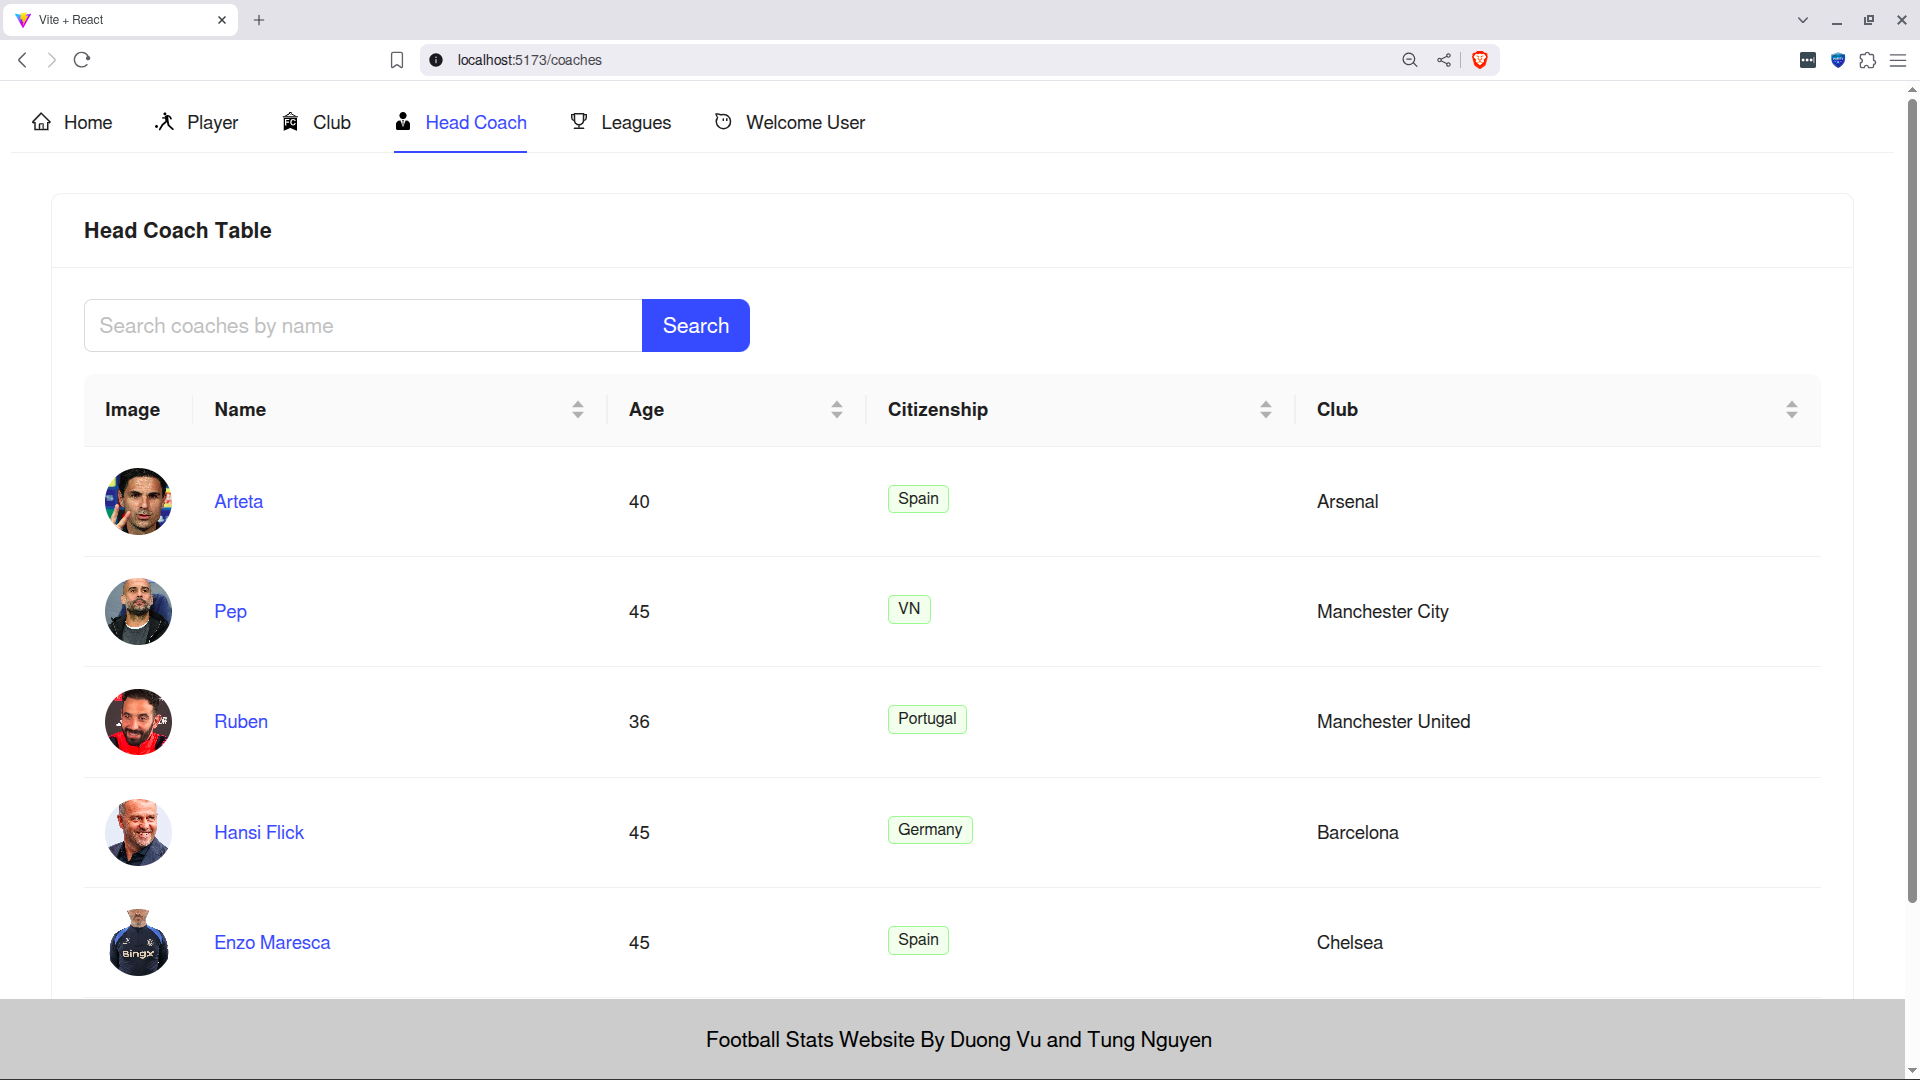 Vite + React
localhost:5173/coaches
Home Player Club Head Coach Leagues Welcome User
Head Coach Table
Search coaches by name Search
Image Name Age Citizenship Club
Arteta 40 Spain Arsenal
Pep 45 VN Manchester City
Ruben 36 Portugal Manchester United
Hansi Flick 45 Germany Barcelona
BingX
Enzo Maresca 45 Spain Chelsea
Football Stats Website By Duong Vu and Tung Nguyen